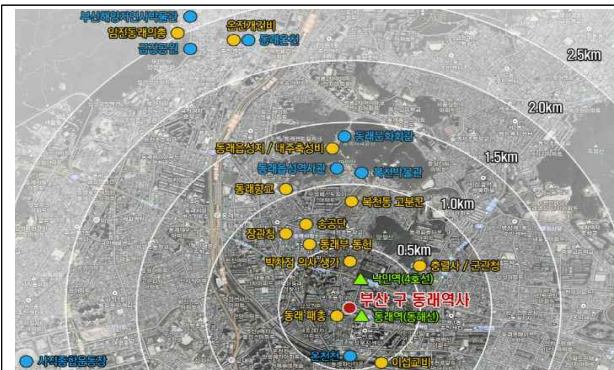 부산해양자연사박물관
임진동래의총
금강공원
온천개건비
동래온천
2.5km
2.0km
동래문화회관
동래읍성지 / 내주축성비
1.5km
동래읍성역사관
복천박물관
동래향교
복천동 고분군
1.0km
송공단
장관청
동래부 동헌
0.5km
박차정 의사 생가
충렬사 / 군관청
낙민역(4호선)
부산 구 동래역사
동래 패총
동래역(동해선)
온천천
이섭교비
사직종합운동장